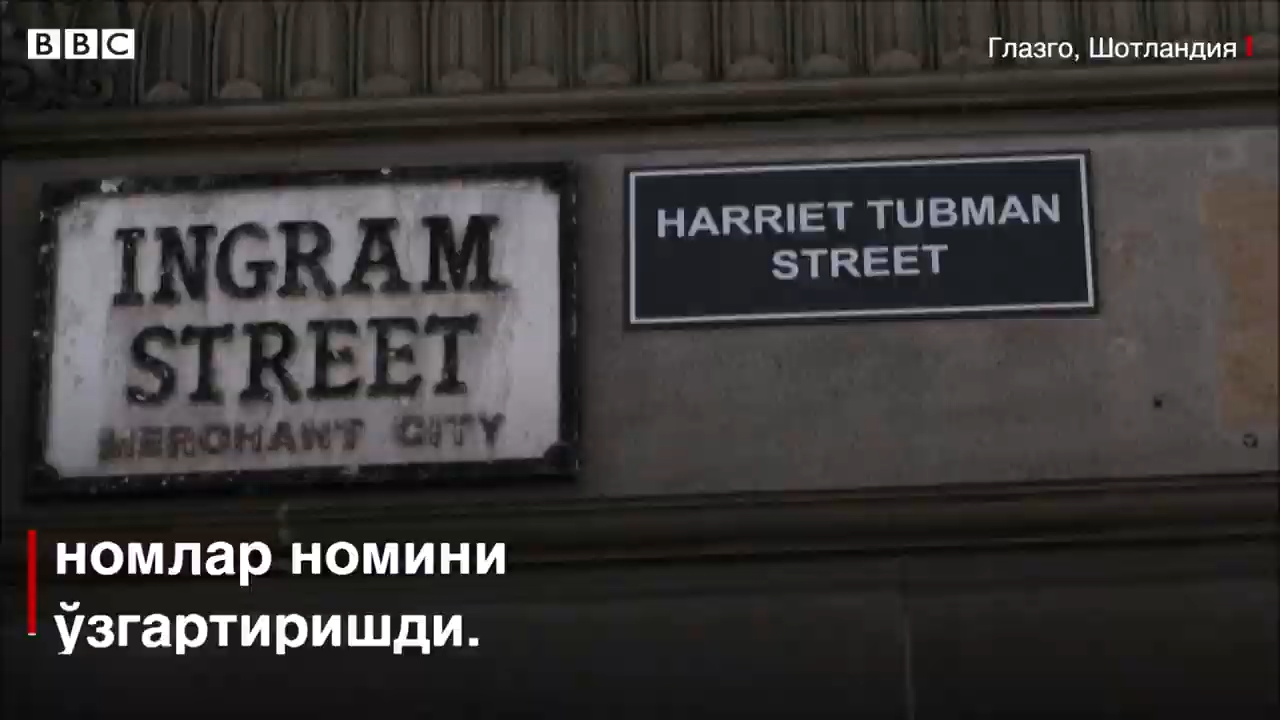 BBC
Глазго, Шотландия
INGRAM
STREET
MERCHANT CITY
HARRIET TUBMAN
STREET
номлар номини
ўзгартиришди.